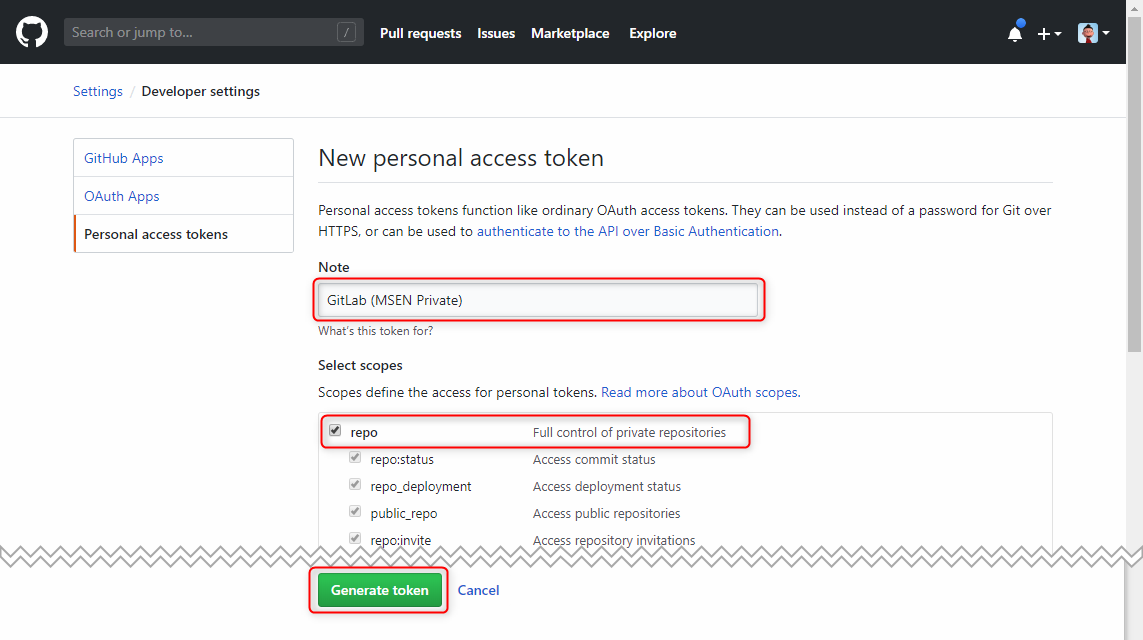 Search or jump to... /
Pull requests Issues Marketplace Explore
Settings / Developer settings
GitHub Apps
OAuth Apps
Personal access tokens
New personal access token
Personal access tokens function like ordinary OAuth access tokens. They can be used instead of a password for Git over
HTTPS, or can be used to authenticate to the API over Basic Authentication.
Note
GitLab (MSEN Private)
What's this token for?
Select scopes
Scopes define the access for personal tokens. Read more about OAuth scopes.
repo Full control of private repositories
repo:status Access commit status
repo_deployment Access deployment status
public_repo Access public repositories
repo:invite Access repository invitations
Generate token Cancel